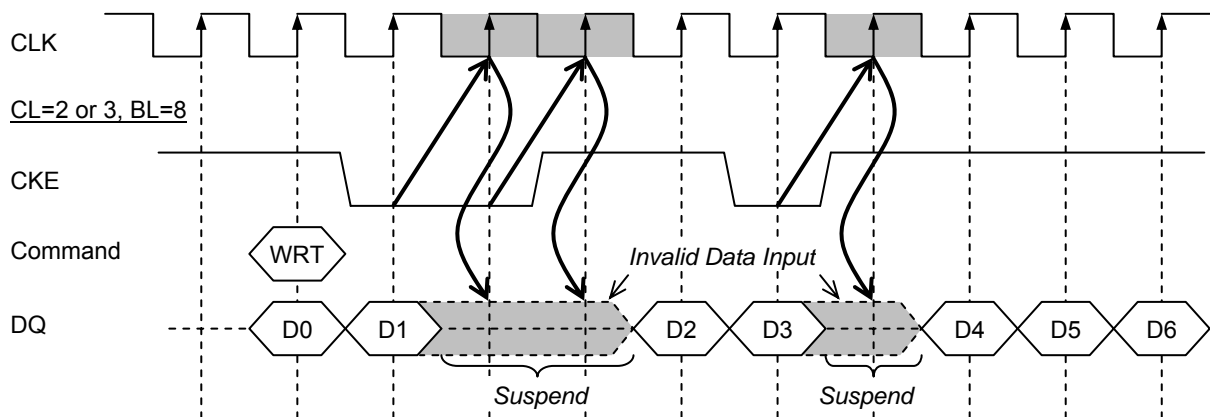 CLK
CL=2 or 3, BL=8
CKE
Command
WRT
Invalid Data Input
DQ
D0 D1 D2 D3 D4 D5 D6
Suspend Suspend